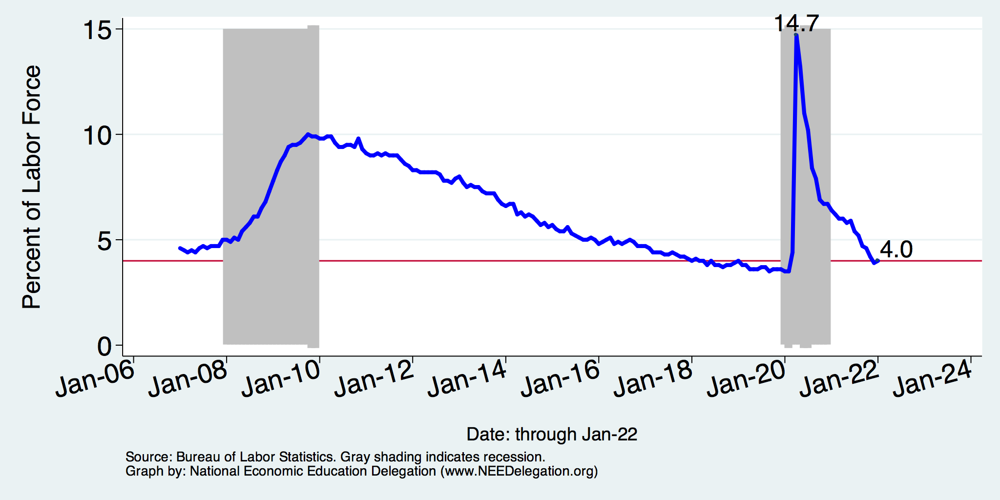 14.7
15
10
5
0
4.0
Percent of Labor Force
Jan-06
Jan-08
Jan-10
Jan-12
Jan-14
Jan-16
Jan-18
Jan-20
Jan-22
Jan-24
Date: through Jan-22
Source: Bureau of Labor Statistics. Gray shading indicates recession.
Graph by: National Economic Education Delegation (www.NEEDelegation.org)